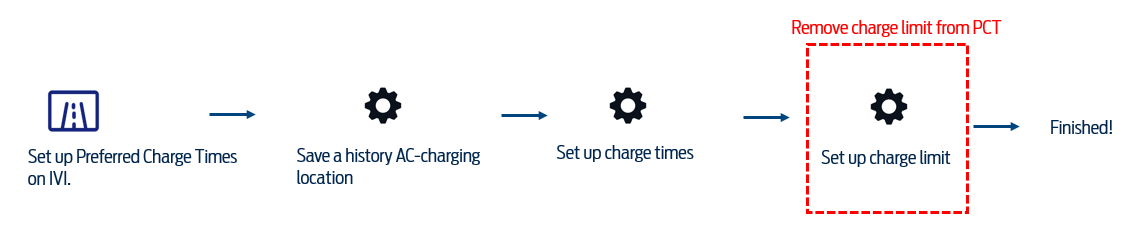 Remove charge limit from PCT
Set up Preferred Charge Times
on IVI.
Save a history AC-charging
location
Set up charge times
Set up charge limit
Finished!